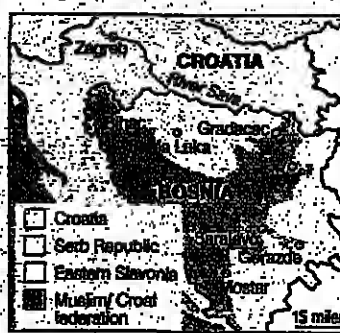 Zagreb
CROATIA
River Sava
Gradacac
Luka
BOSNIA
Sarajevo
Gorazde
Mostar
Croatia
Serb Republic
Eastern Slavonia
Muslim/ Croat
federation
15 miles